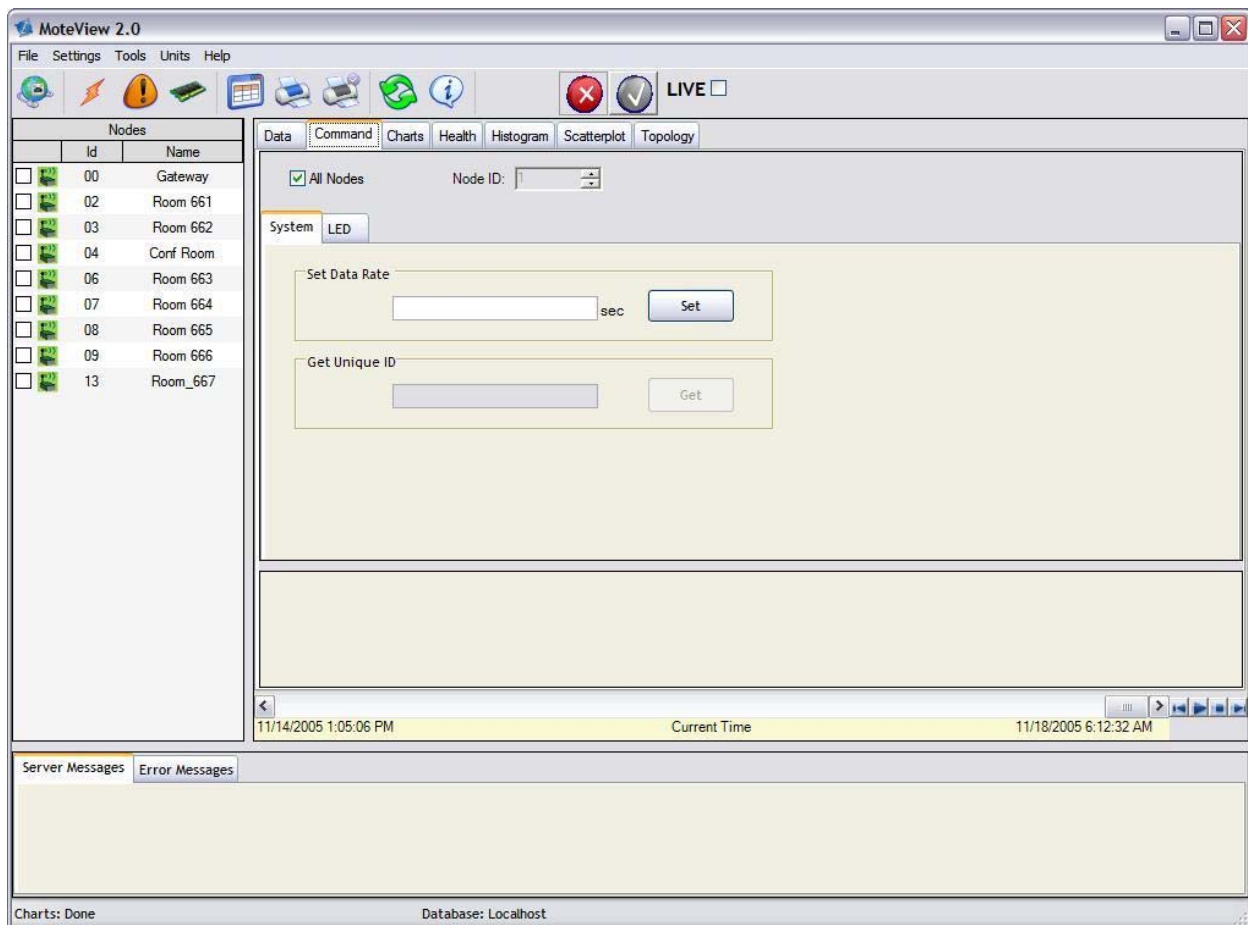 MoteView 2.0
File Settings Tools Units Help
LIVE
Nodes
Id Name
00 Gateway
02 Room 661
03 Room 662
04 Conf Room
06 Room 663
07 Room 664
08 Room 665
09 Room 666
13 Room_667
Data Command Charts Health Histogram Scatterplot Topology
All Nodes Node ID: 1
System LED
Set Data Rate
sec Set
Get Unique ID
Get
11/14/2005 1:05:06 PM Current Time 11/18/2005 6:12:32 AM
Server Messages Error Messages
Charts: Done Database: Localhost